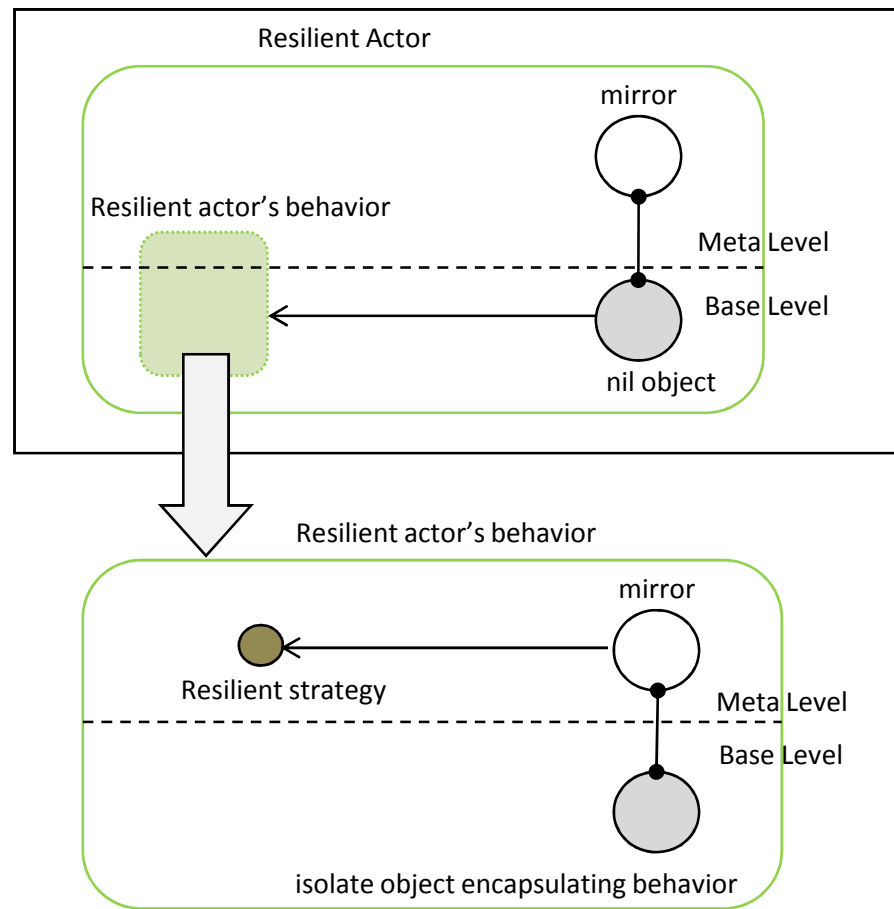 Resilient Actor
mirror
Resilient actor's behavior
Meta Level
Base Level
nil object
Resilient actor's behavior
mirror
Resilient strategy
Meta Level
Base Level
isolate object encapsulating behavior